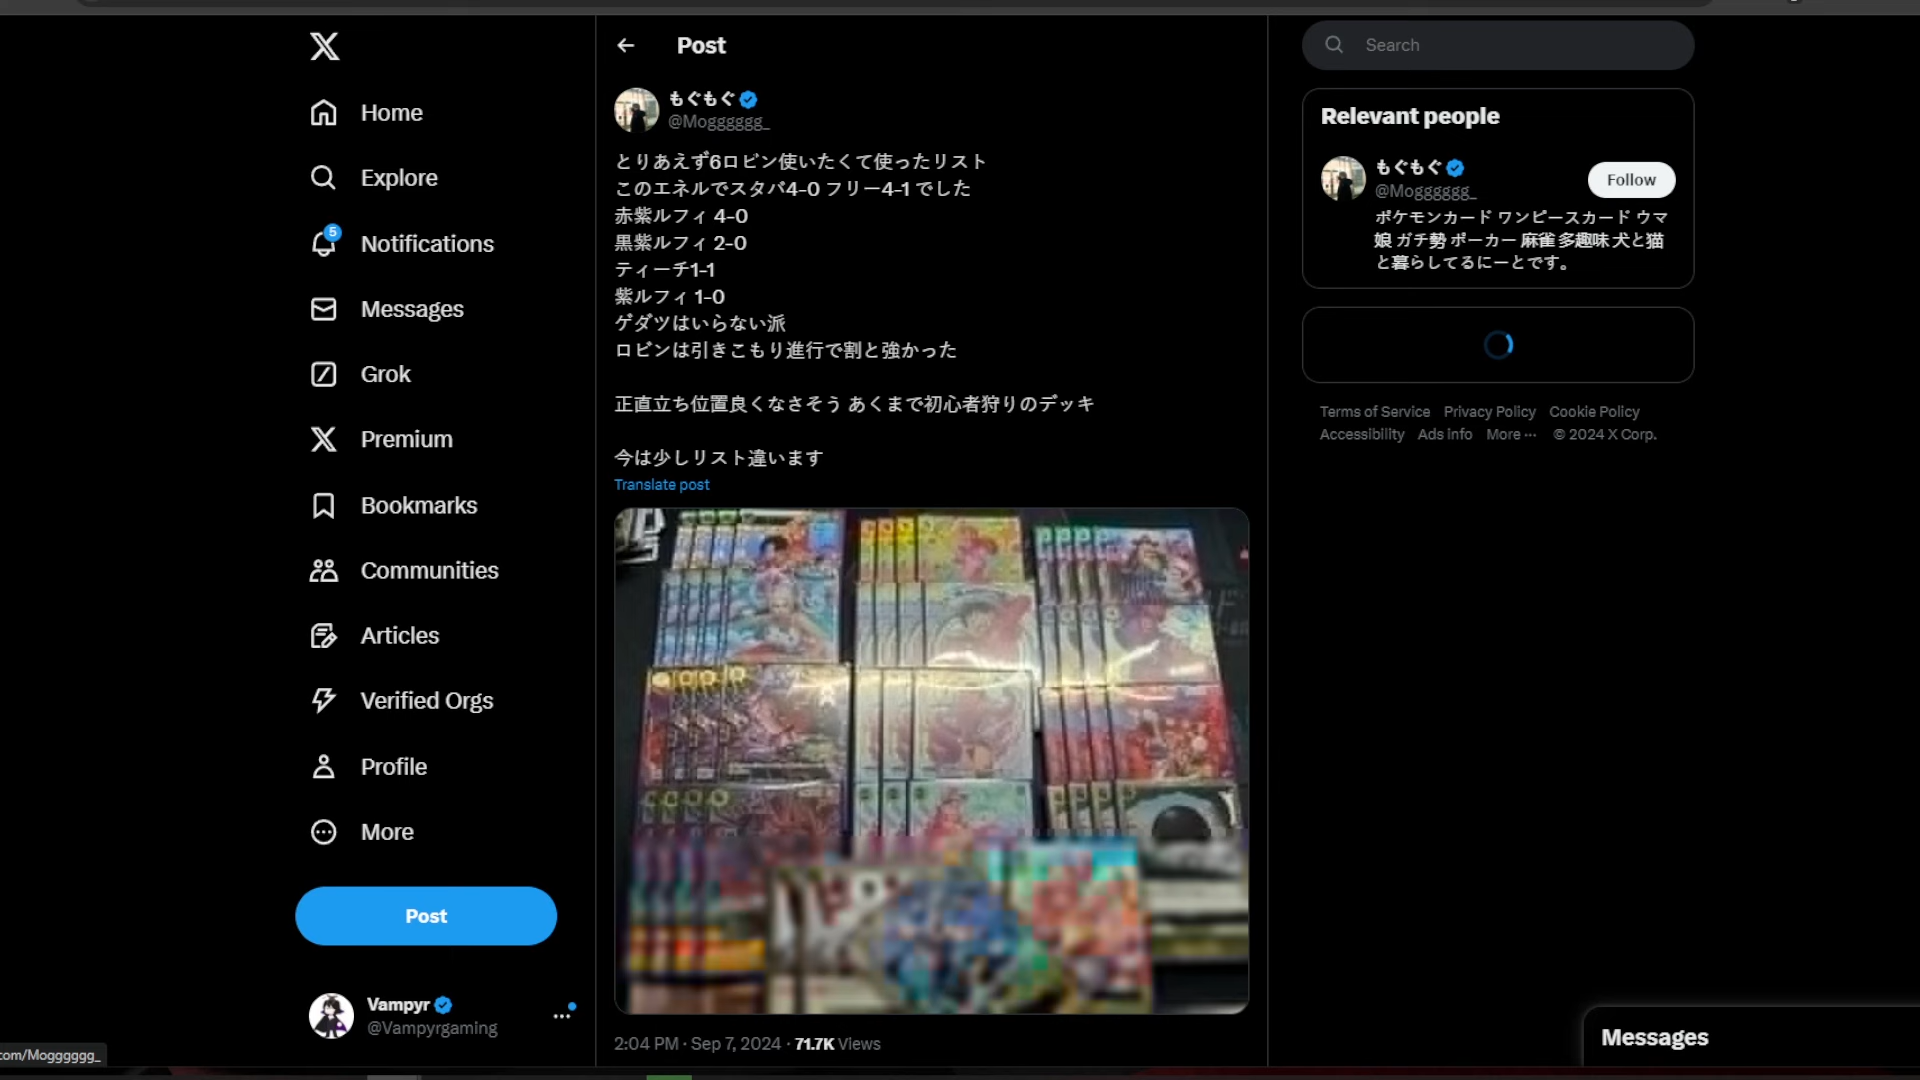 Home
Explore
5
Notifications
Messages
Grok
Premium
Bookmarks
Communities
Articles
Verified Orgs
Profile
More
Post
Vampyr
@Vampyrgaming
com/Mogggggg_
Post
もぐもぐ
@Mogggggg_
とりあえず6ロビン使いたくて使ったリスト
このエネルでスタバ4-0 フリー4-1 でした
赤紫ルフィ 4-0
黒紫ルフィ 2-0
ティーチ1-1
紫ルフィ 1-0
ゲダツはいらない派
ロビンは引きこもり進行で割と強かった
正直立ち位置良くなさそう あくまで初心者狩りのデッキ
今は少しリスト違います
Translate post
2:04 PM · Sep 7, 2024 · 71.7K Views
Search
Relevant people
もぐもぐ
@Mogggggg_
Follow
ポケモンカード ワンピースカード ウマ
娘 ガチ勢 ポーカー 麻雀 多趣味 犬と猫
と暮らしてるにーとです。
Terms of Service Privacy Policy Cookie Policy
Accessibility Ads info More ··· © 2024 X Corp.
Messages